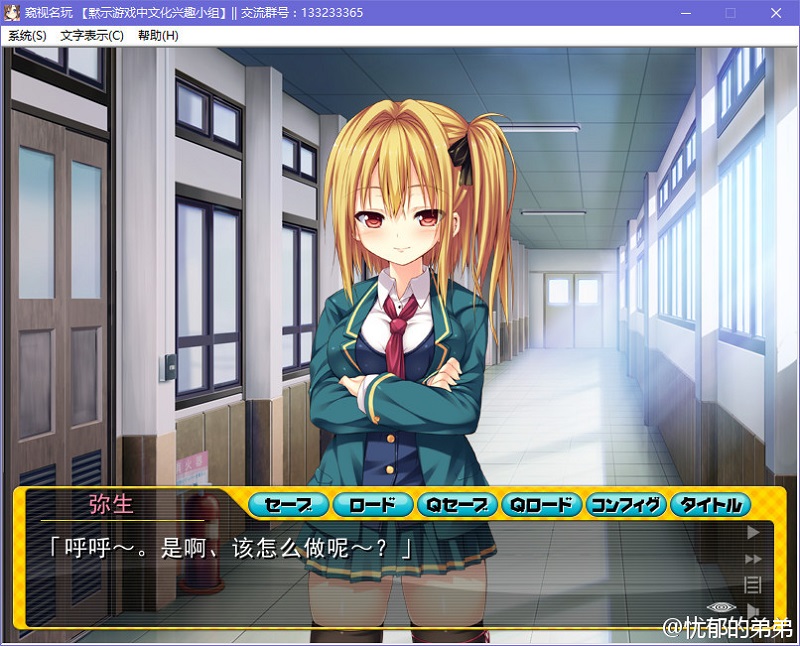 窥视名玩 【默示游戏中文化兴趣小组】|| 交流群号：133233365
系统(S) 文字表示(C) 帮助(H)
弥生
セーブ ロード Qセーブ Qロード コンフィグ タイトル
「呼呼～。是啊、该怎么做呢～？」
@忧郁的弟弟